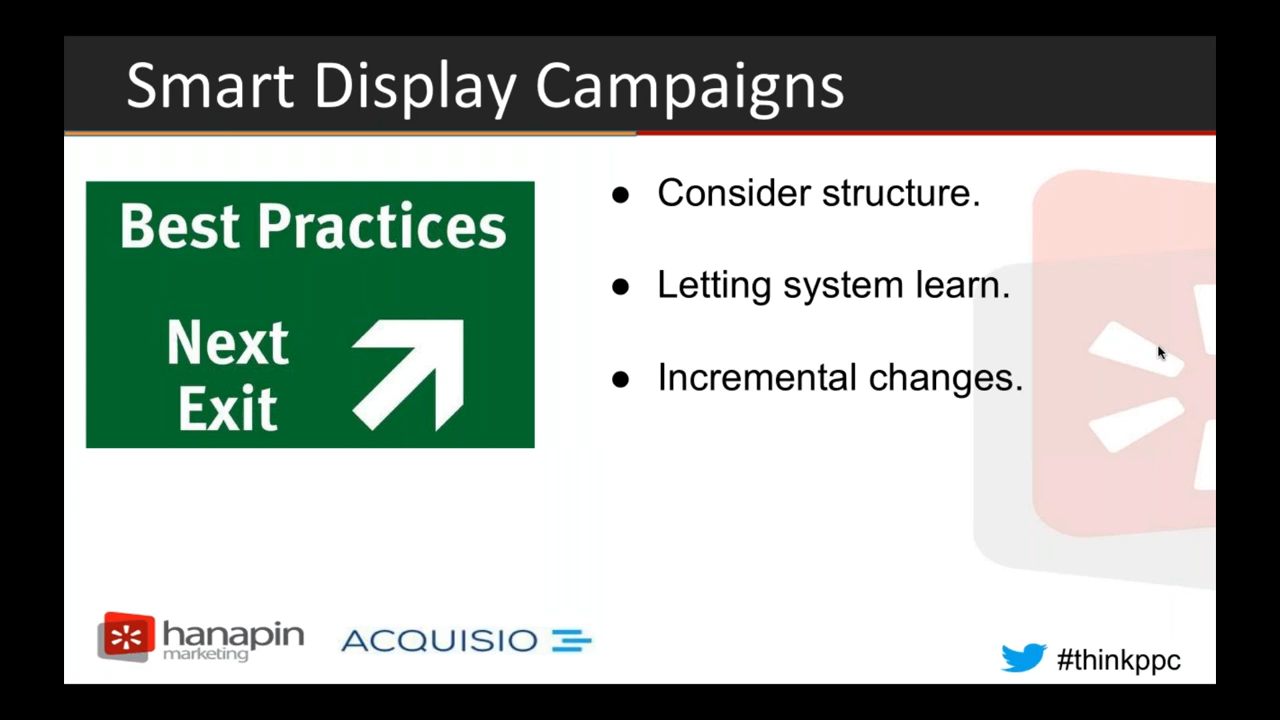 Smart Display Campaigns
Best Practices
Next
Exit
● Consider structure.
● Letting system learn.
● Incremental changes.
hanapin
marketing
ACQUISIO
#thinkppc